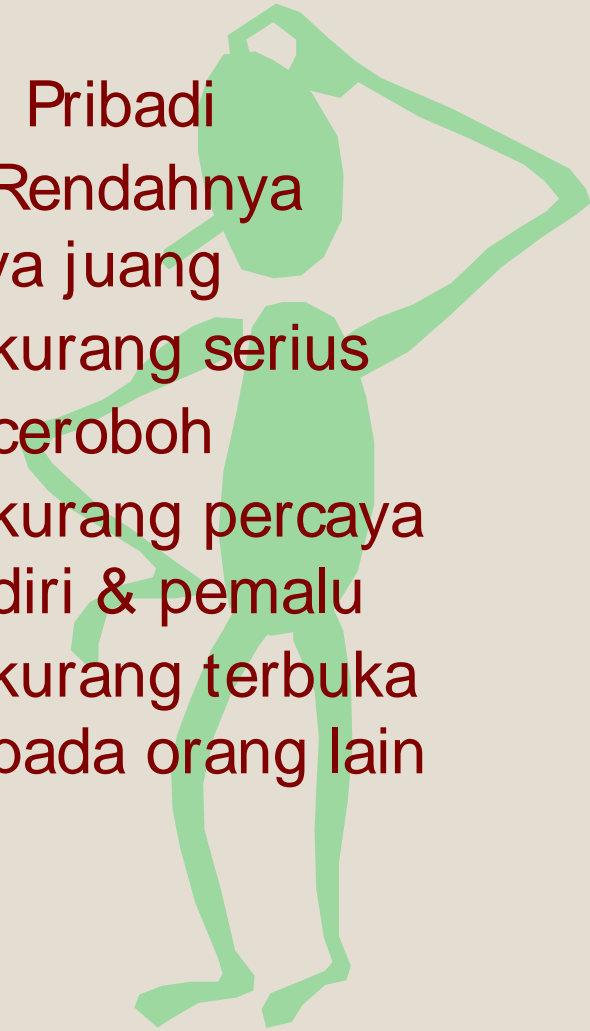 Pribadi
Rendahnya
ya juang
kurang serius
ceroboh
kurang percaya
diri & pemalu
kurang terbuka
pada orang lain